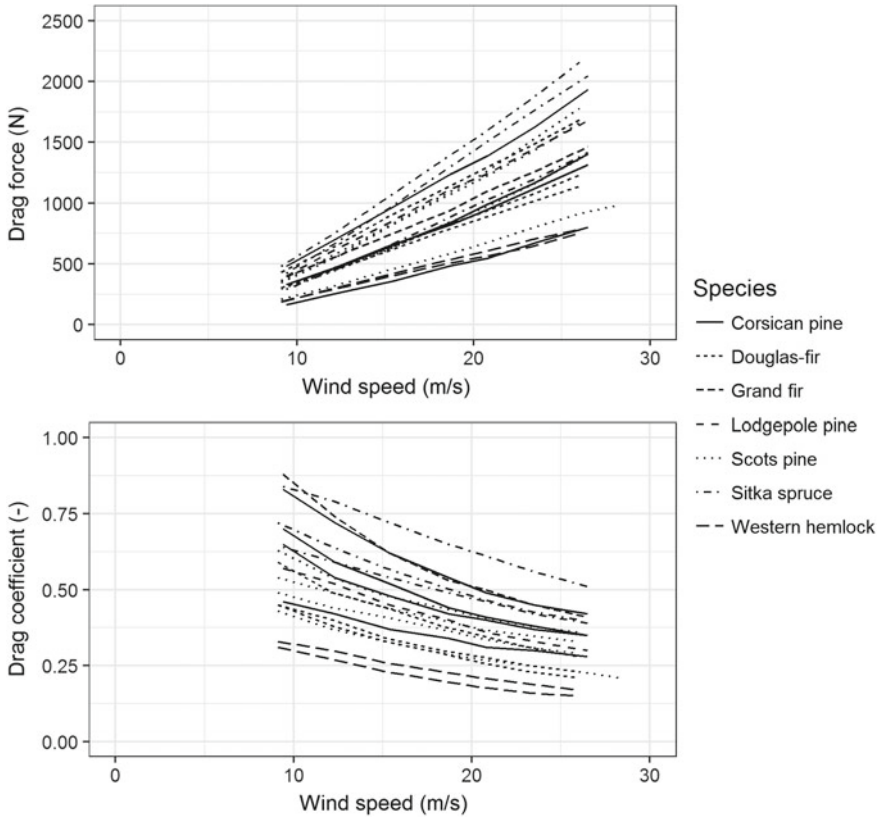 2500
2000
1500
1000
500
0
Drag force (N)
0 10 20 30
Wind speed (m/s)
1.00
0.75
0.50
0.25
0.00
Drag coefficient (-)
0 10 20 30
Wind speed (m/s)
Species
Corsican pine
Douglas-fir
Grand fir
Lodgepole pine
Scots pine
Sitka spruce
Western hemlock